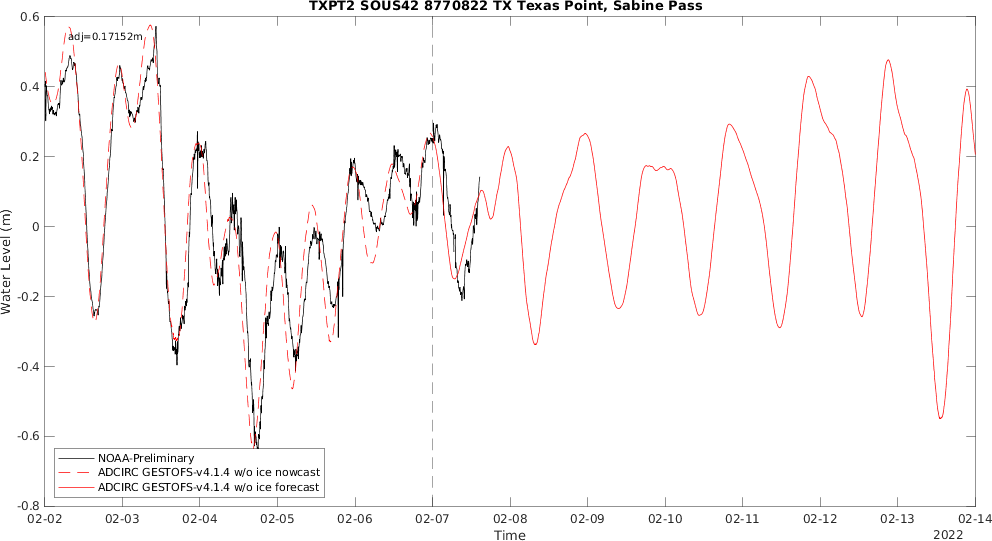 TXPT2 SOUS42 8770822 TX Texas Point, Sabine Pass
adj=0.17152m
0.6
0.4
0.2
0
-0.2
-0.4
-0.6
-0.8
Water Level (m)
NOAA-Preliminary
ADCIRC GESTOFS-v4.1.4 w/o ice nowcast
ADCIRC GESTOFS-v4.1.4 w/o ice forecast
02-02 02-03 02-04 02-05 02-06 02-07 02-08 02-09 02-10 02-11 02-12 02-13 02-14
Time
2022